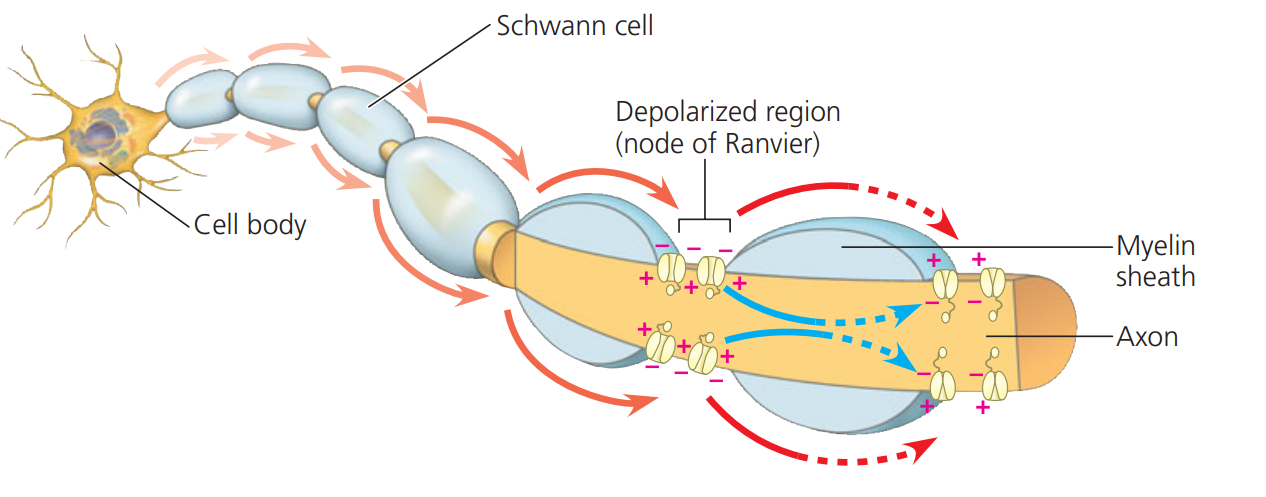 Schwann cell
Depolarized region
(node of Ranvier)
Cell body
Myelin
sheath
Axon